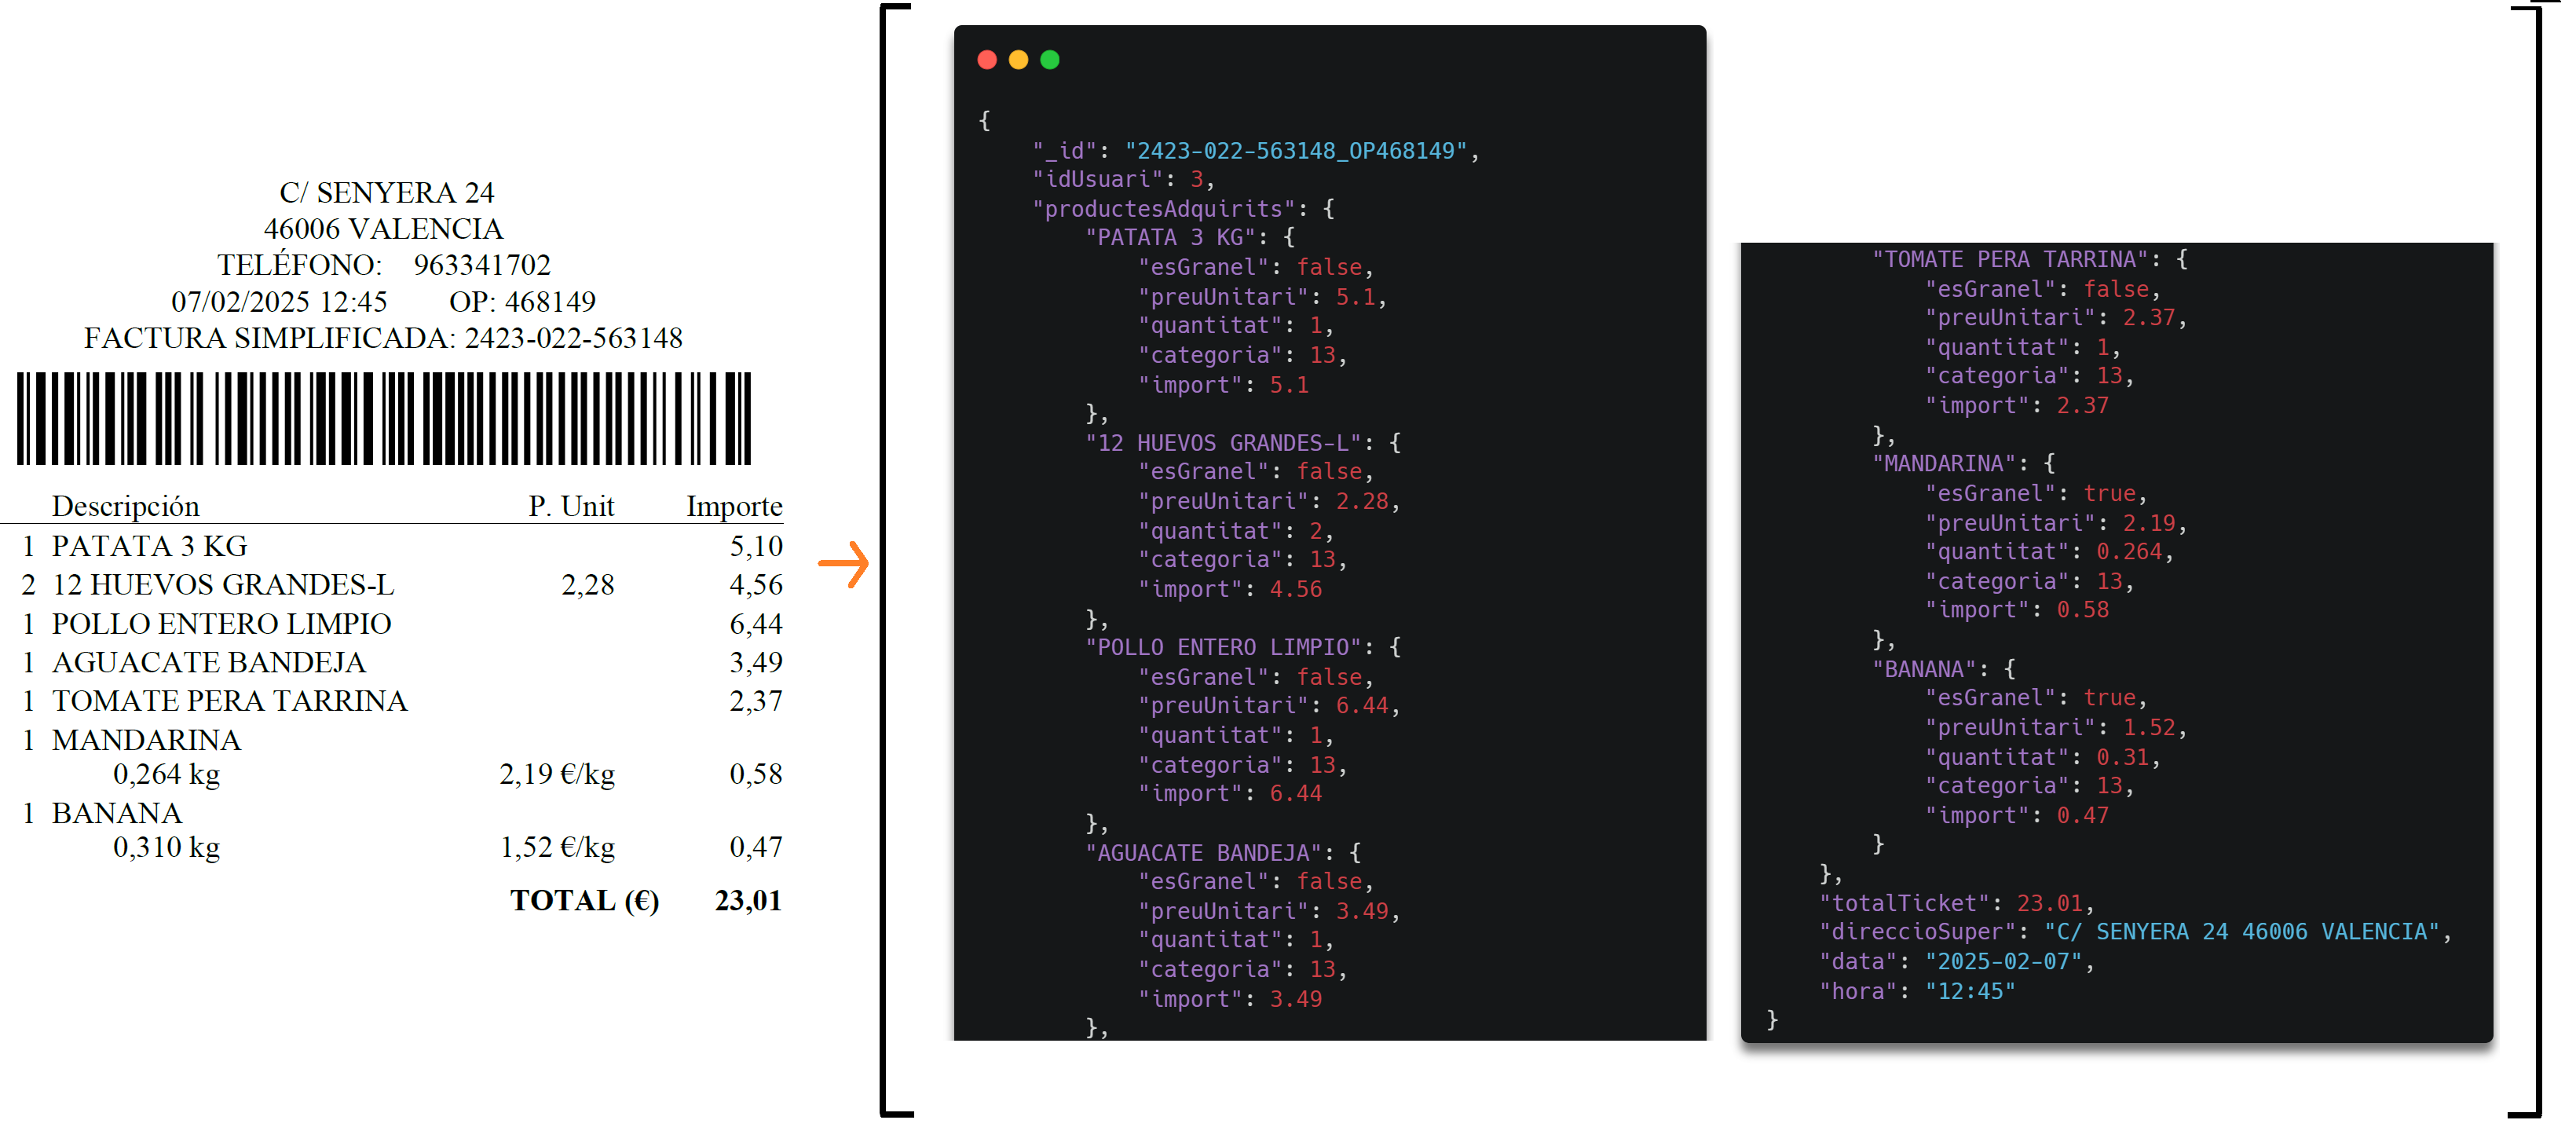 C/ SENYERA 24
46006 VALENCIA
TELÉFONO: 963341702
07/02/2025 12:45 OP: 468149
FACTURA SIMPLIFICADA: 2423-022-563148
Descripción P. Unit Importe
1 PATATA 3 KG 5,10
2 12 HUEVOS GRANDES-L 2,28 4,56
1 POLLO ENTERO LIMPIO 6,44
1 AGUACATE BANDEJA 3,49
1 TOMATE PERA TARRINA 2,37
1 MANDARINA
0,264 kg 2,19 €/kg 0,58
1 BANANA
0,310 kg 1,52 €/kg 0,47
TOTAL (€) 23,01
{
"_id": "2423-022-563148_OP468149",
"idUsuari": 3,
"productesAdquirits": {
"PATATA 3 KG": {
"esGranel": false,
"preuUnitari": 5.1,
"quantitat": 1,
"categoria": 13,
"import": 5.1
},
"12 HUEVOS GRANDES-L": {
"esGranel": false,
"preuUnitari": 2.28,
"quantitat": 2,
"categoria": 13,
"import": 4.56
},
"POLLO ENTERO LIMPIO": {
"esGranel": false,
"preuUnitari": 6.44,
"quantitat": 1,
"categoria": 13,
"import": 6.44
},
"AGUACATE BANDEJA": {
"esGranel": false,
"preuUnitari": 3.49,
"quantitat": 1,
"categoria": 13,
"import": 3.49
},
"TOMATE PERA TARRINA": {
"esGranel": false,
"preuUnitari": 2.37,
"quantitat": 1,
"categoria": 13,
"import": 2.37
},
"MANDARINA": {
"esGranel": true,
"preuUnitari": 2.19,
"quantitat": 0.264,
"categoria": 13,
"import": 0.58
},
"BANANA": {
"esGranel": true,
"preuUnitari": 1.52,
"quantitat": 0.31,
"categoria": 13,
"import": 0.47
}
},
"totalTicket": 23.01,
"direccioSuper": "C/ SENYERA 24 46006 VALENCIA",
"data": "2025-02-07",
"hora": "12:45"
}